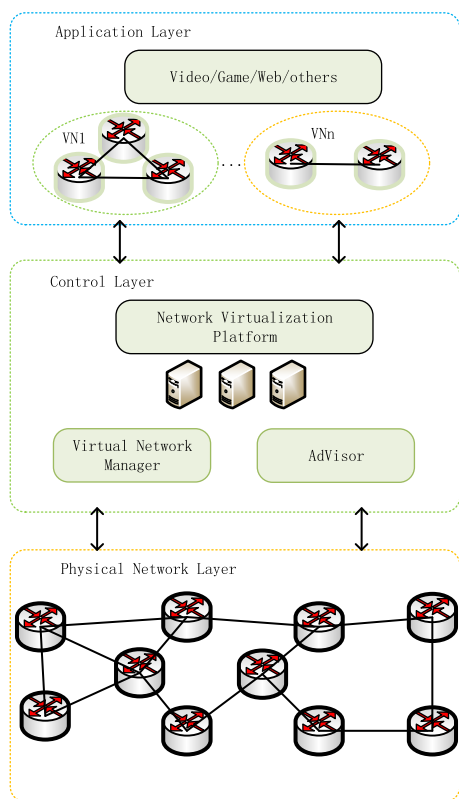 Application Layer
Video/Game/Web/others
VN1
VNn
...
Control Layer
Network Virtualization
Platform
Virtual Network
Manager
AdVisor
Physical Network Layer